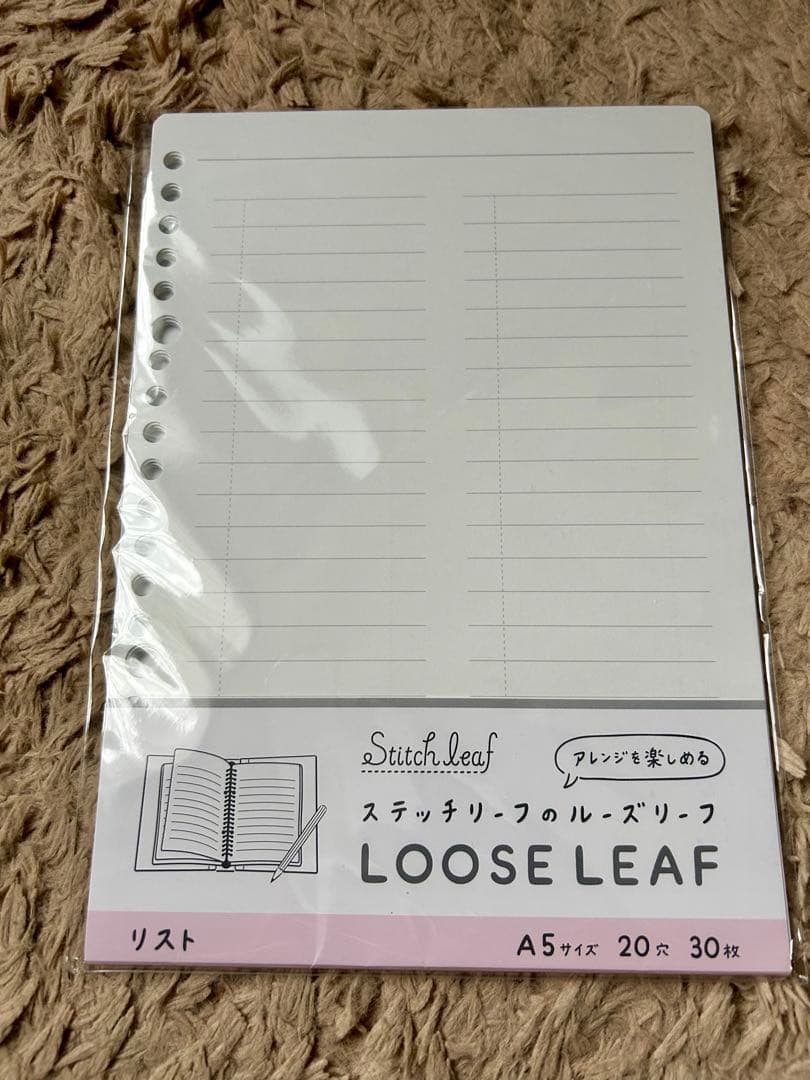 Stitch leaf
アレンジを楽しめる
ステッチリーフのルーズリーフ
LOOSE LEAF
リスト
A5サイズ 20穴 30枚